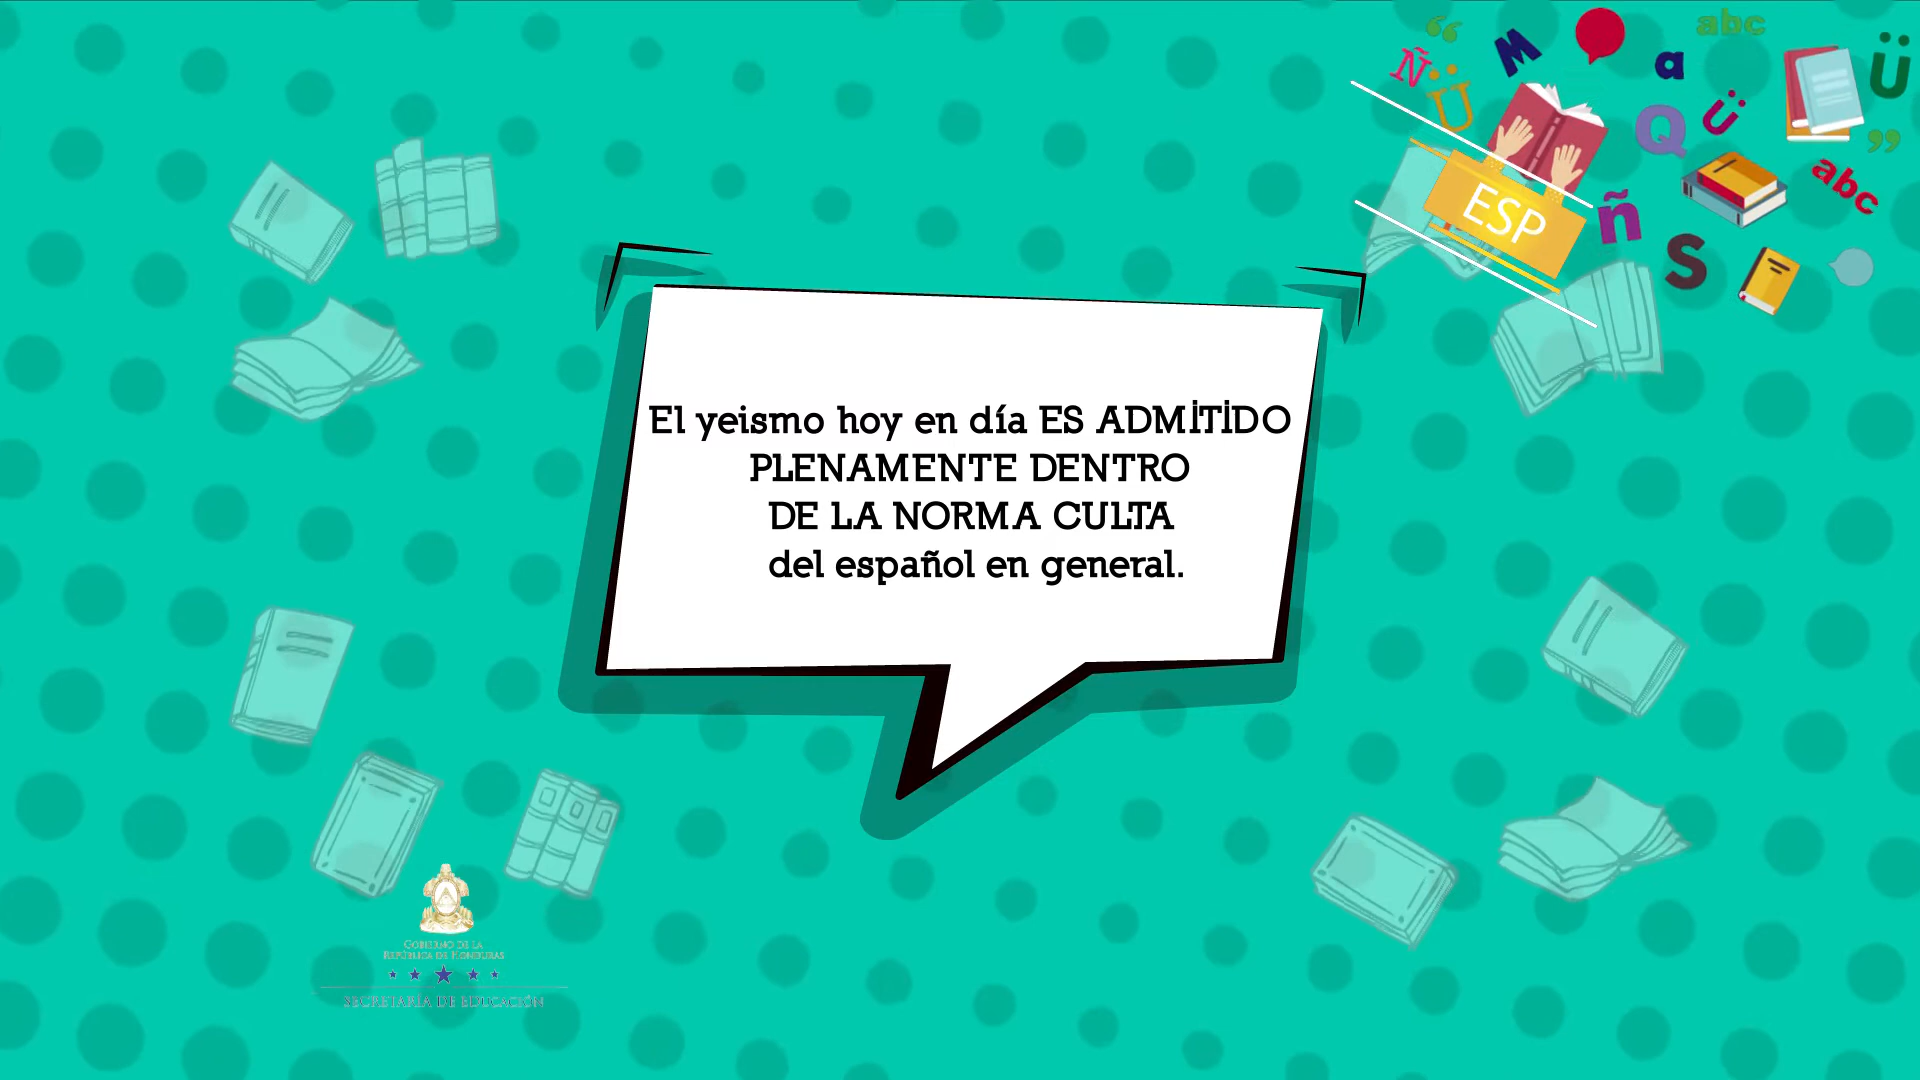 “ abc
Ñ Ü M a Ü
Q Ü ”
ESP ñ abc
S
El yeismo hoy en día ES ADMİTİDO
PLENAMENTE DENTRO
DE LA NORMA CULTA
del español en general.
GOBIERNO DE LA
REPÚBLICA DE HONDURAS
SECRETARÍA DE EDUCACIÓN